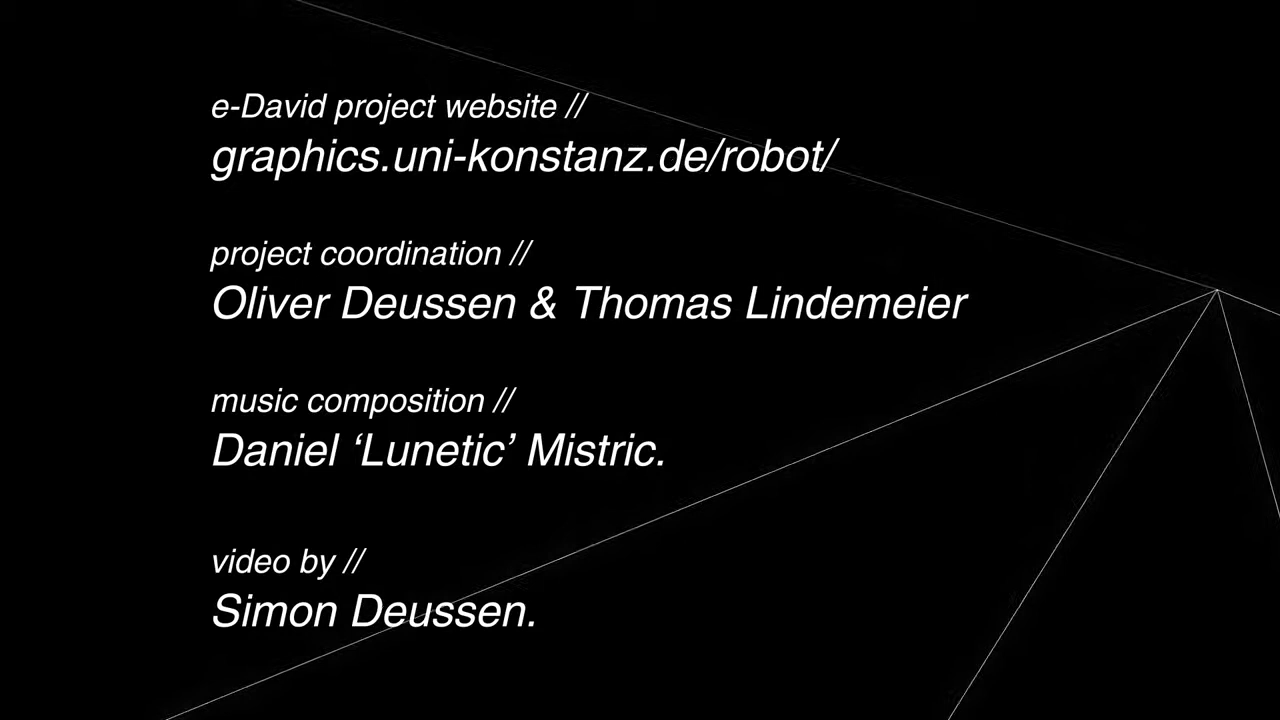 e-David project website //
graphics.uni-konstanz.de/robot/
project coordination //
Oliver Deussen & Thomas Lindemeier
music composition //
Daniel ‘Lunetic’ Mistric.
video by //
Simon Deussen.